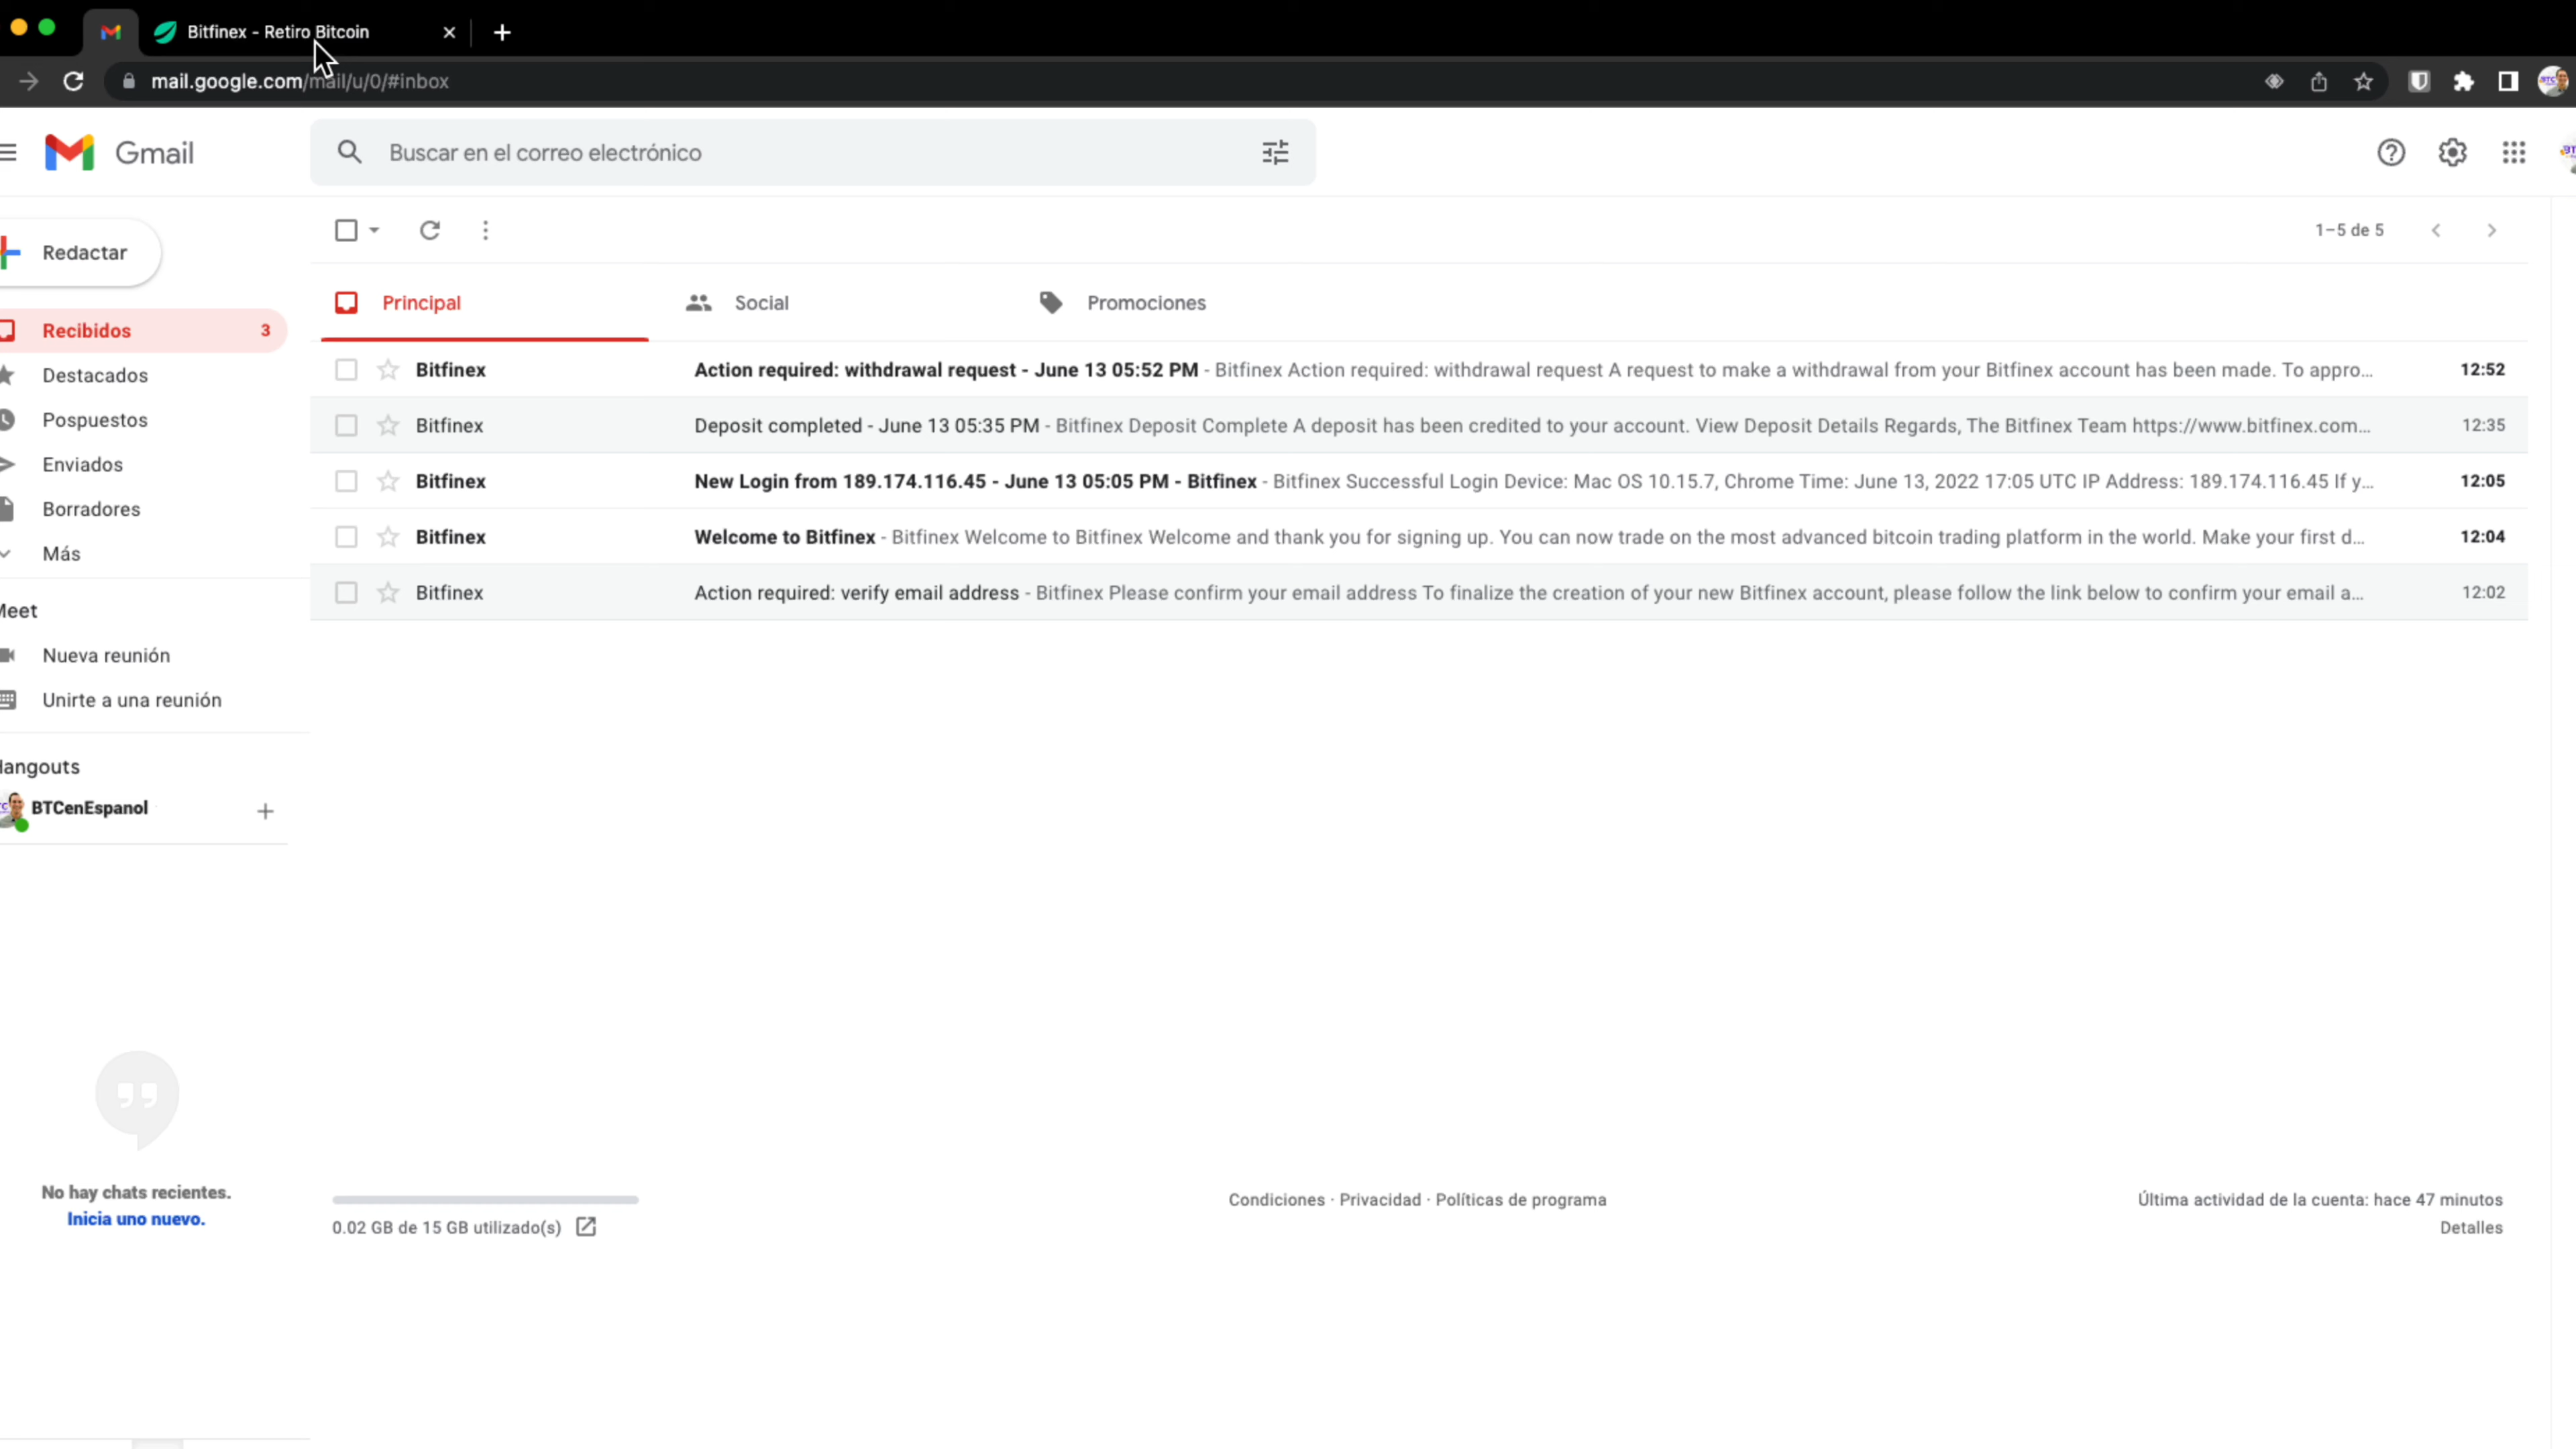 Bitfinex - Retiro Bitcoin
mail.google.com/mail/u/0/#inbox
Gmail
Buscar en el correo electrónico
Redactar
1–5 de 5
Principal
Social
Promociones
Recibidos 3
Destacados
Pospuestos
Enviados
Borradores
Más
Bitfinex Action required: withdrawal request - June 13 05:52 PM - Bitfinex Action required: withdrawal request A request to make a withdrawal from your Bitfinex account has been made. To appro... 12:52
Bitfinex Deposit completed - June 13 05:35 PM - Bitfinex Deposit Complete A deposit has been credited to your account. View Deposit Details Regards, The Bitfinex Team https://www.bitfinex.com... 12:35
Bitfinex New Login from 189.174.116.45 - June 13 05:05 PM - Bitfinex - Bitfinex Successful Login Device: Mac OS 10.15.7, Chrome Time: June 13, 2022 17:05 UTC IP Address: 189.174.116.45 If y... 12:05
Bitfinex Welcome to Bitfinex - Bitfinex Welcome to Bitfinex Welcome and thank you for signing up. You can now trade on the most advanced bitcoin trading platform in the world. Make your first d... 12:04
Bitfinex Action required: verify email address - Bitfinex Please confirm your email address To finalize the creation of your new Bitfinex account, please follow the link below to confirm your email a... 12:02
Meet
Nueva reunión
Unirte a una reunión
Hangouts
BTCenEspanol
No hay chats recientes.
Inicia uno nuevo.
0.02 GB de 15 GB utilizado(s)
Condiciones · Privacidad · Políticas de programa
Última actividad de la cuenta: hace 47 minutos
Detalles